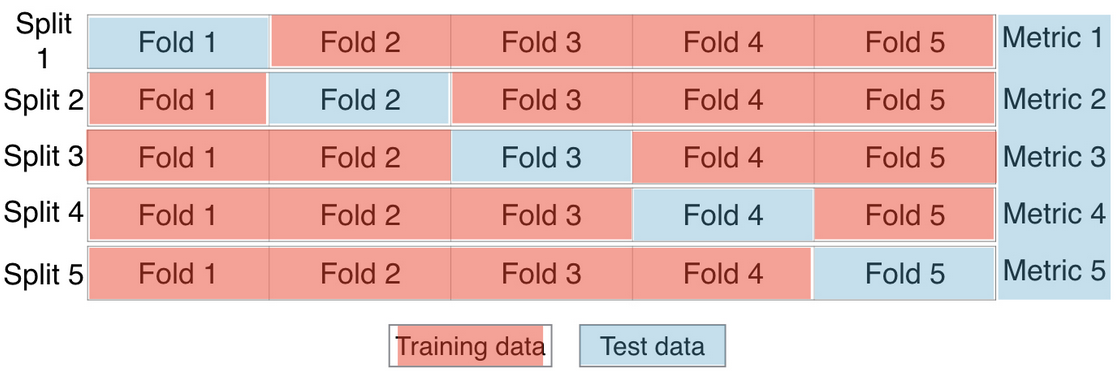 Split
1
Fold 1 Fold 2 Fold 3 Fold 4 Fold 5 Metric 1
Split 2 Fold 1 Fold 2 Fold 3 Fold 4 Fold 5 Metric 2
Split 3 Fold 1 Fold 2 Fold 3 Fold 4 Fold 5 Metric 3
Split 4 Fold 1 Fold 2 Fold 3 Fold 4 Fold 5 Metric 4
Split 5 Fold 1 Fold 2 Fold 3 Fold 4 Fold 5 Metric 5
Training data Test data